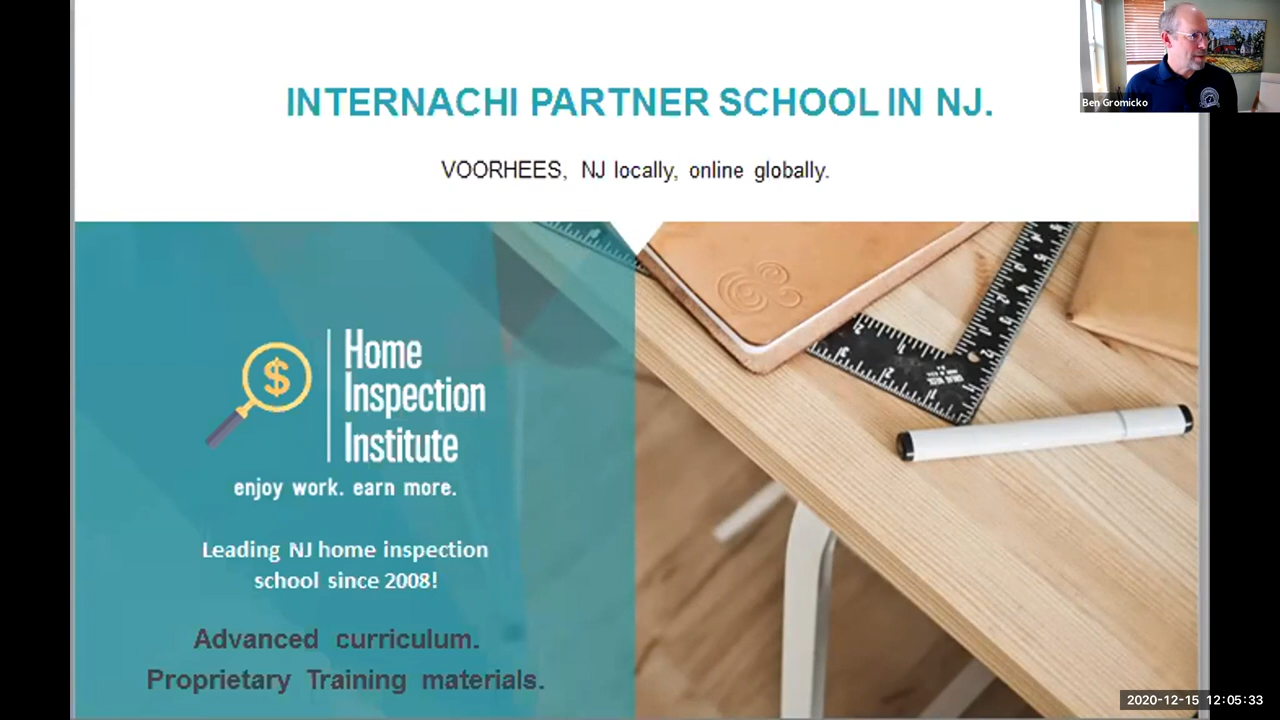 INTERNACHI PARTNER SCHOOL IN NJ.
Ben Gromicko
VOORHEES, NJ locally, online globally.
$
Home
Inspection
Institute
enjoy work. earn more.
Leading NJ home inspection
school since 2008!
Advanced curriculum.
Proprietary Training materials.
2020-12-15 12:05:33